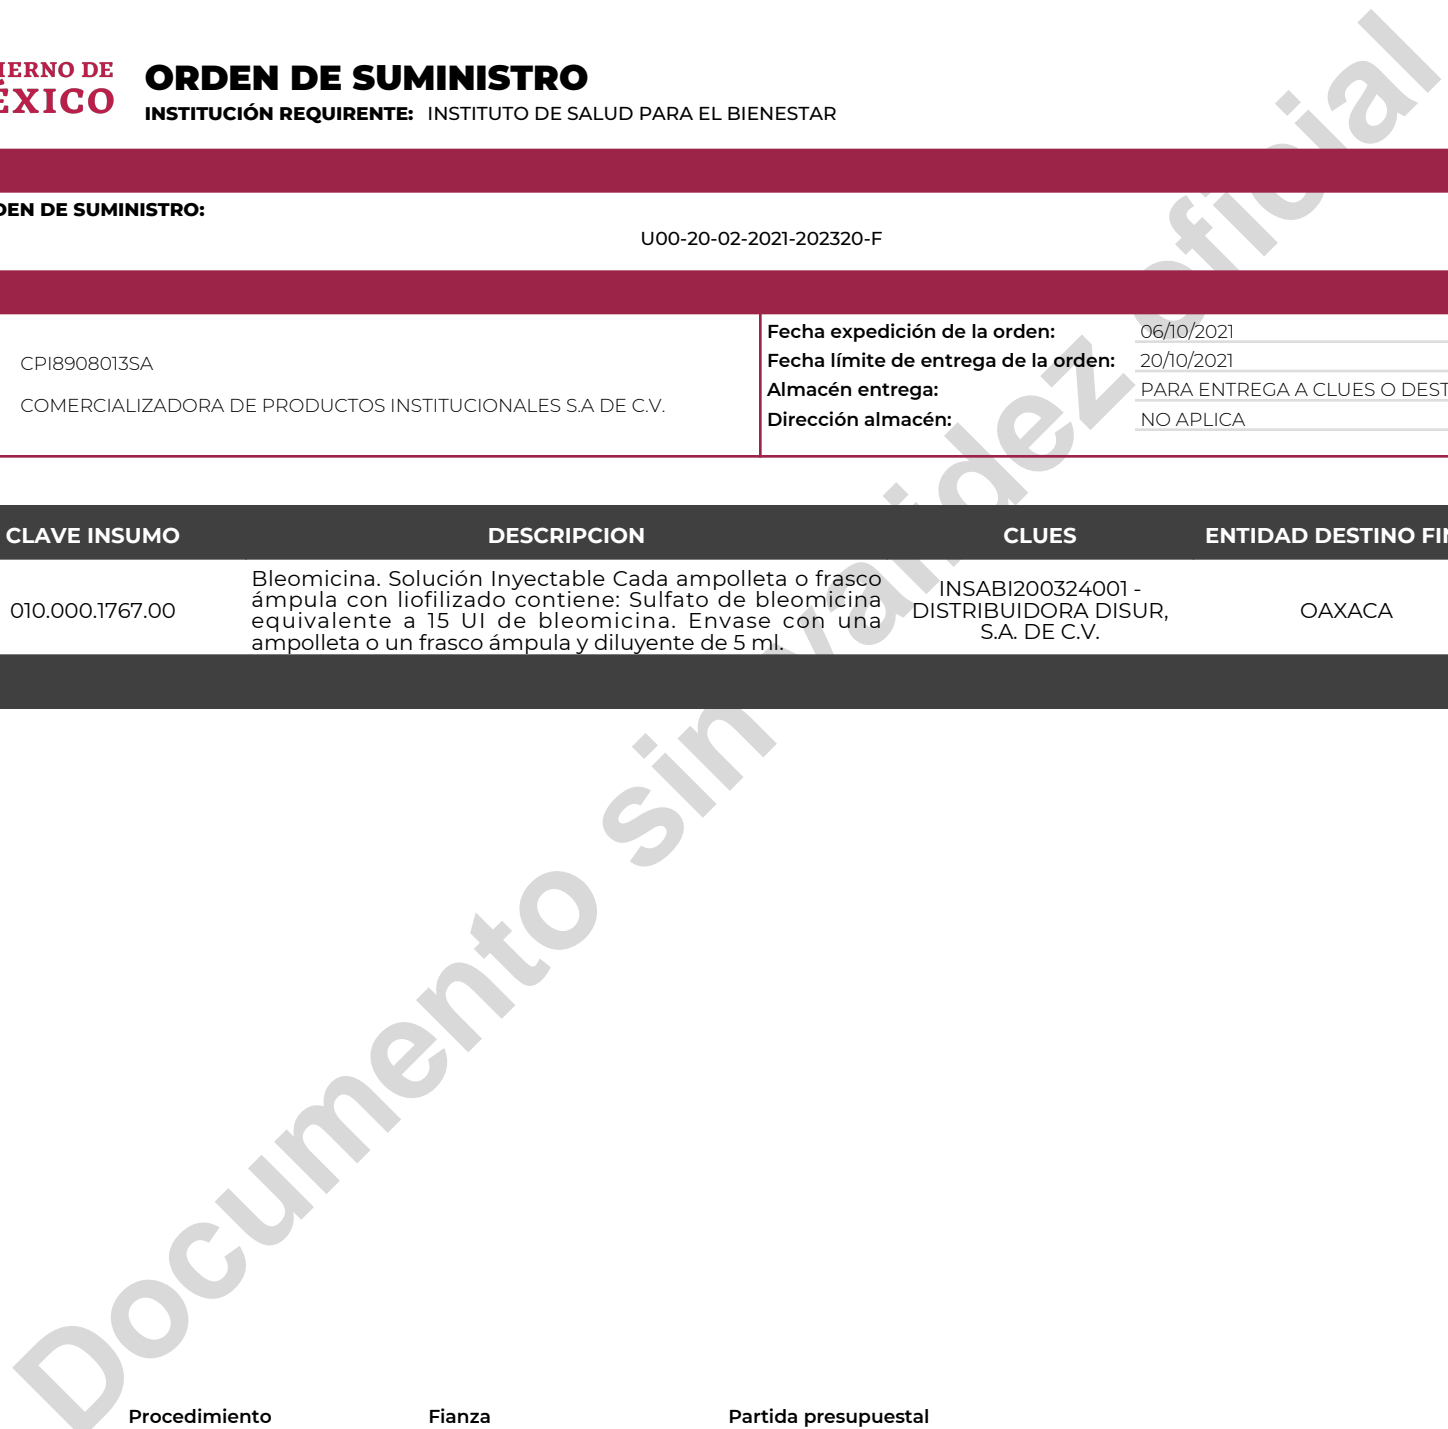 IERNO DE
ÉXICO
ORDEN DE SUMINISTRO
INSTITUCIÓN REQUIRENTE: INSTITUTO DE SALUD PARA EL BIENESTAR
DEN DE SUMINISTRO:
U00-20-02-2021-202320-F
CPI8908013SA
COMERCIALIZADORA DE PRODUCTOS INSTITUCIONALES S.A DE C.V.
Fecha expedición de la orden: 06/10/2021
Fecha límite de entrega de la orden: 20/10/2021
Almacén entrega: PARA ENTREGA A CLUES O DEST
Dirección almacén: NO APLICA
CLAVE INSUMO DESCRIPCION CLUES ENTIDAD DESTINO FIN
010.000.1767.00
Bleomicina. Solución Inyectable Cada ampolleta o frasco
ámpula con liofilizado contiene: Sulfato de bleomicina
equivalente a 15 UI de bleomicina. Envase con una
ampolleta o un frasco ámpula y diluyente de 5 ml.
INSABI200324001 -
DISTRIBUIDORA DISUR,
S.A. DE C.V.
OAXACA
Documento sin validez oficial
Procedimiento Fianza Partida presupuestal